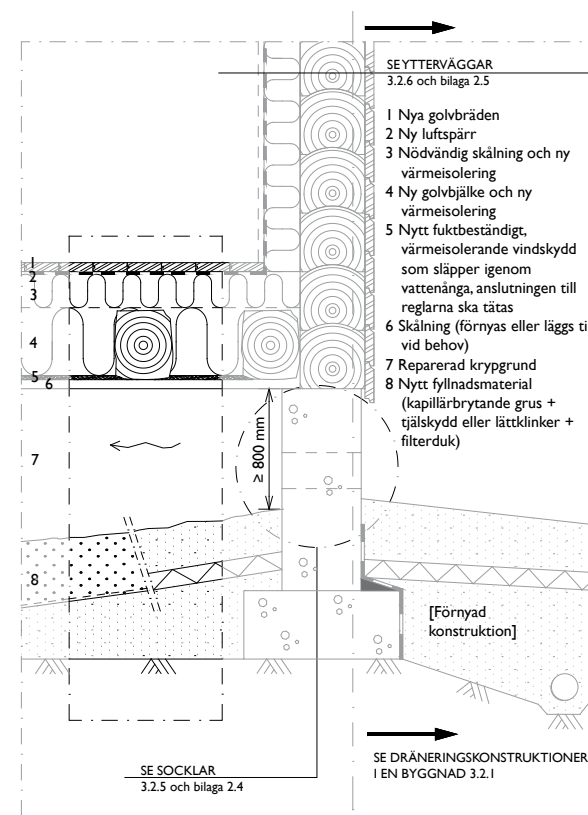 SE YTTERVÄGGAR
3.2.6 och bilaga 2.5
1 Nya golvbräden
2 Ny luftspärr
3 Nödvändig skålning och ny
värmeisolering
4 Ny golvbjälke och ny
värmeisolering
5 Nytt fuktbeständigt,
värmeisolerande vindskydd
som släpper igenom
vattenånga, anslutningen till
reglarna ska tätas
6 Skålning (förnyas eller läggs ti
vid behov)
7 Reparerad krypgrund
8 Nytt fyllnadsmaterial
(kapillärbrytande grus +
tjälskydd eller lättklinker +
filterduk)
1
2
3
4
5
6
≥ 800 mm
7
8
[Förnyad
konstruktion]
SE SOCKLAR
3.2.5 och bilaga 2.4
SE DRÄNERINGSKONSTRUKTIONER
I EN BYGGNAD 3.2.1